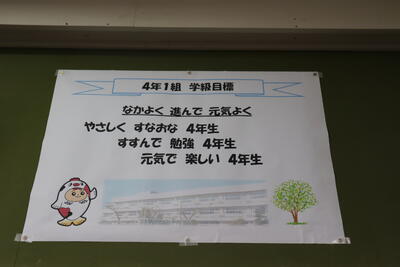 4年1組 学級目標
なかよく 進んで 元気よく
やさしく すなおな 4年生
すすんで 勉強 4年生
元気で 楽しい 4年生